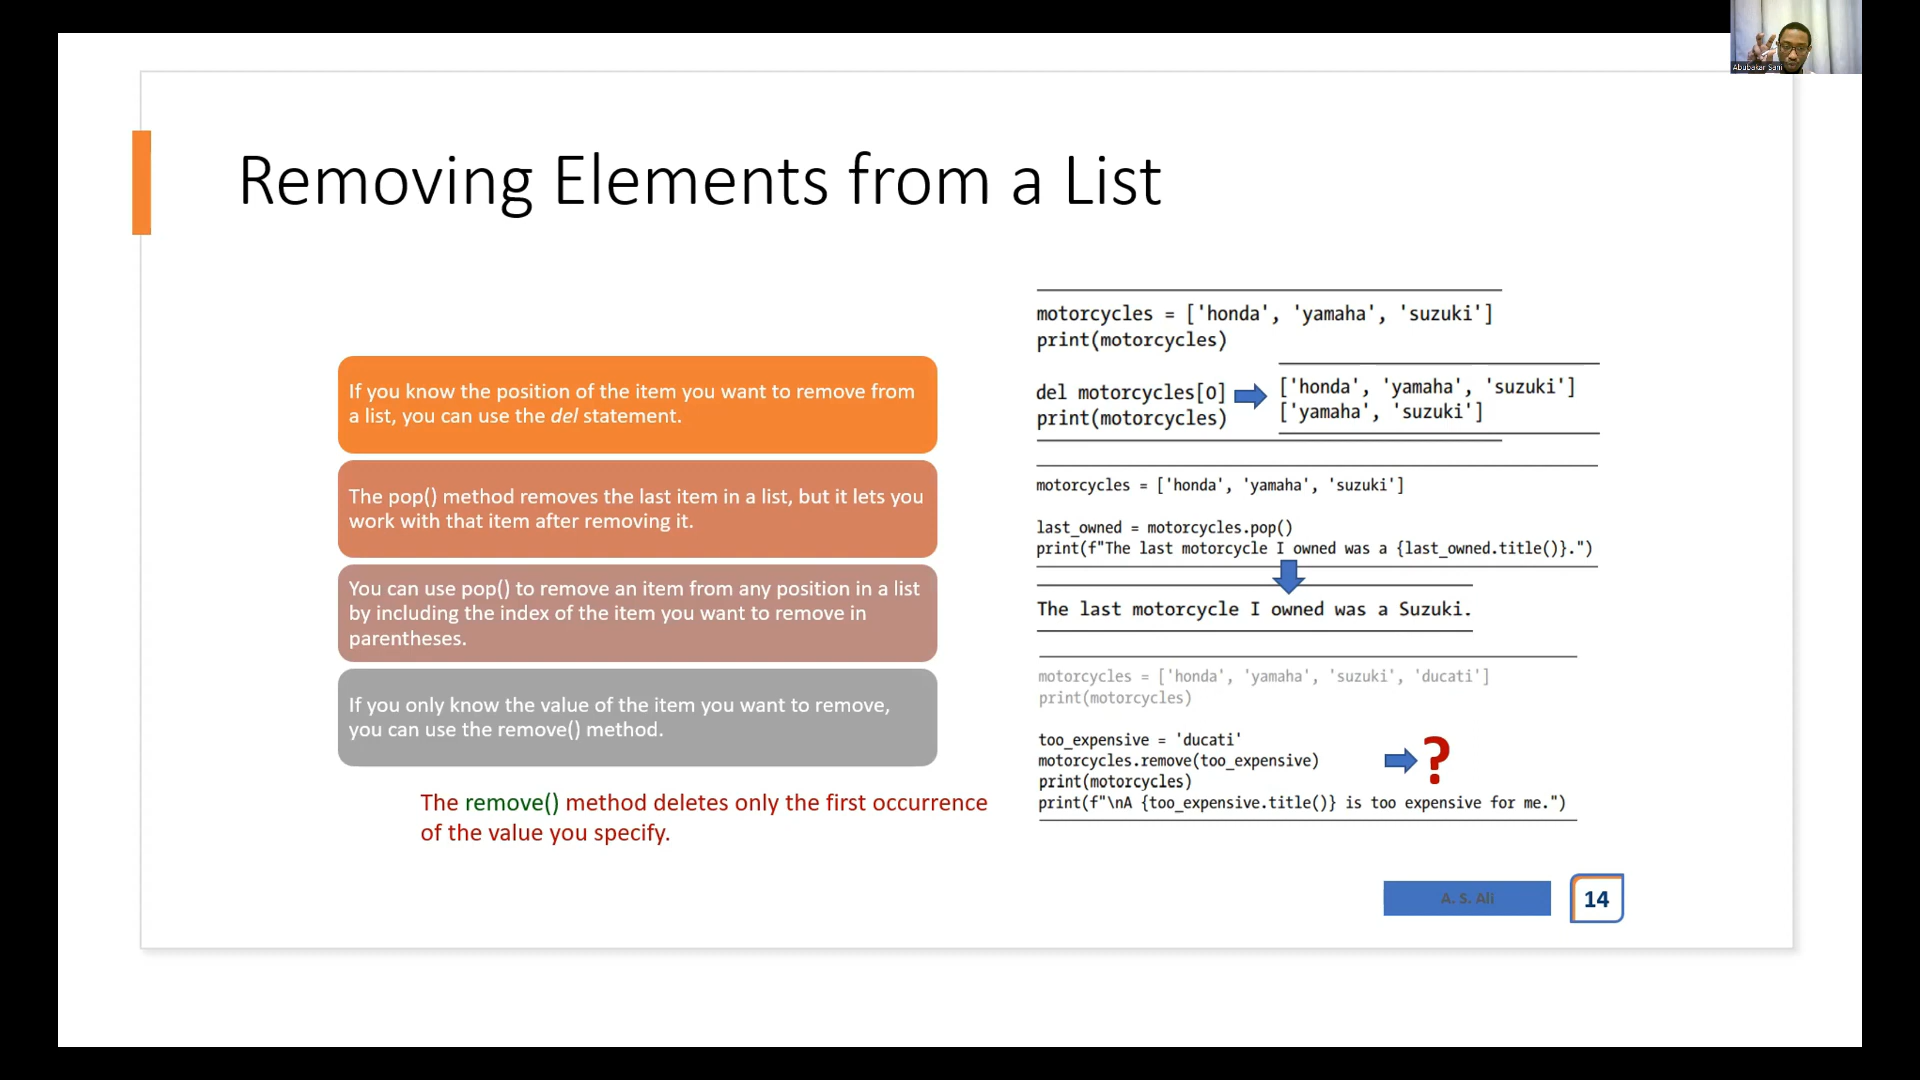 Abubakar Sani
Removing Elements from a List
If you know the position of the item you want to remove from
a list, you can use the del statement.
The pop() method removes the last item in a list, but it lets you
work with that item after removing it.
You can use pop() to remove an item from any position in a list
by including the index of the item you want to remove in
parentheses.
If you only know the value of the item you want to remove,
you can use the remove() method.
The remove() method deletes only the first occurrence
of the value you specify.
motorcycles = ['honda', 'yamaha', 'suzuki']
print(motorcycles)
del motorcycles[0]
print(motorcycles)
['honda', 'yamaha', 'suzuki']
['yamaha', 'suzuki']
motorcycles = ['honda', 'yamaha', 'suzuki']
last_owned = motorcycles.pop()
print(f"The last motorcycle I owned was a {last_owned.title()}.")
The last motorcycle I owned was a Suzuki.
motorcycles = ['honda', 'yamaha', 'suzuki', 'ducati']
print(motorcycles)
too_expensive = 'ducati'
motorcycles.remove(too_expensive)
print(motorcycles)
print(f"\nA {too_expensive.title()} is too expensive for me.")
?
A. S. Ali
14